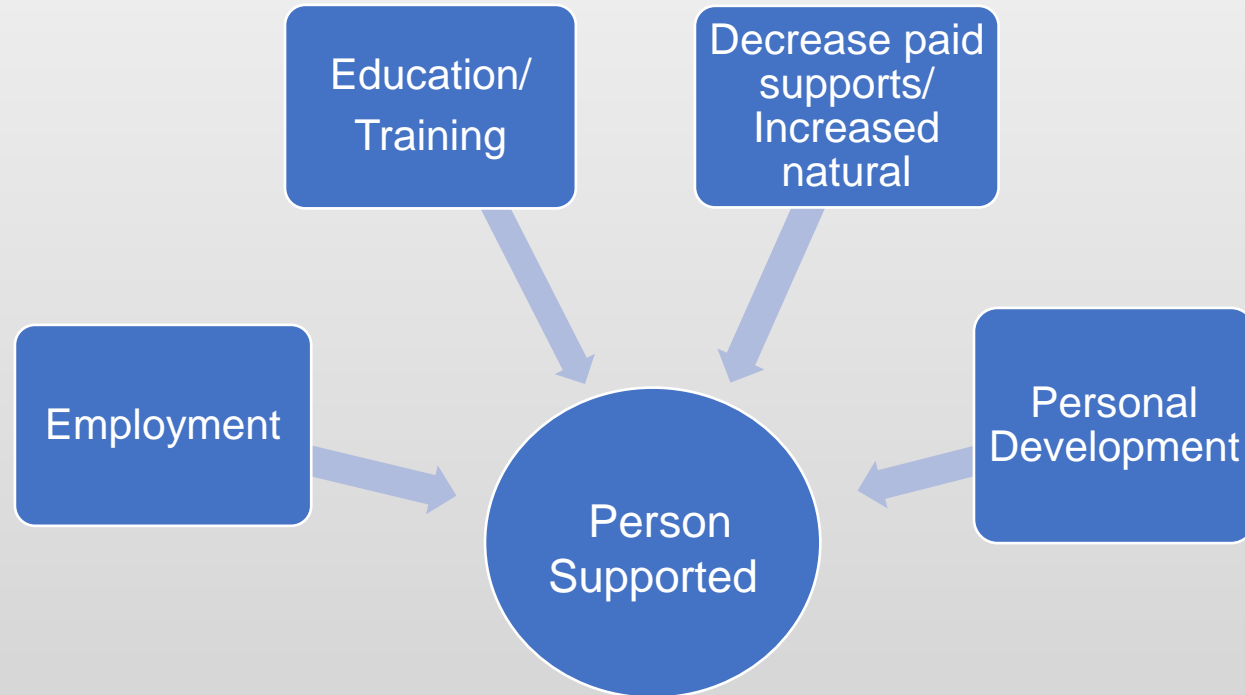 Education/
Training
Decrease paid
supports/
Increased
natural
Employment
Personal
Development
Person
Supported